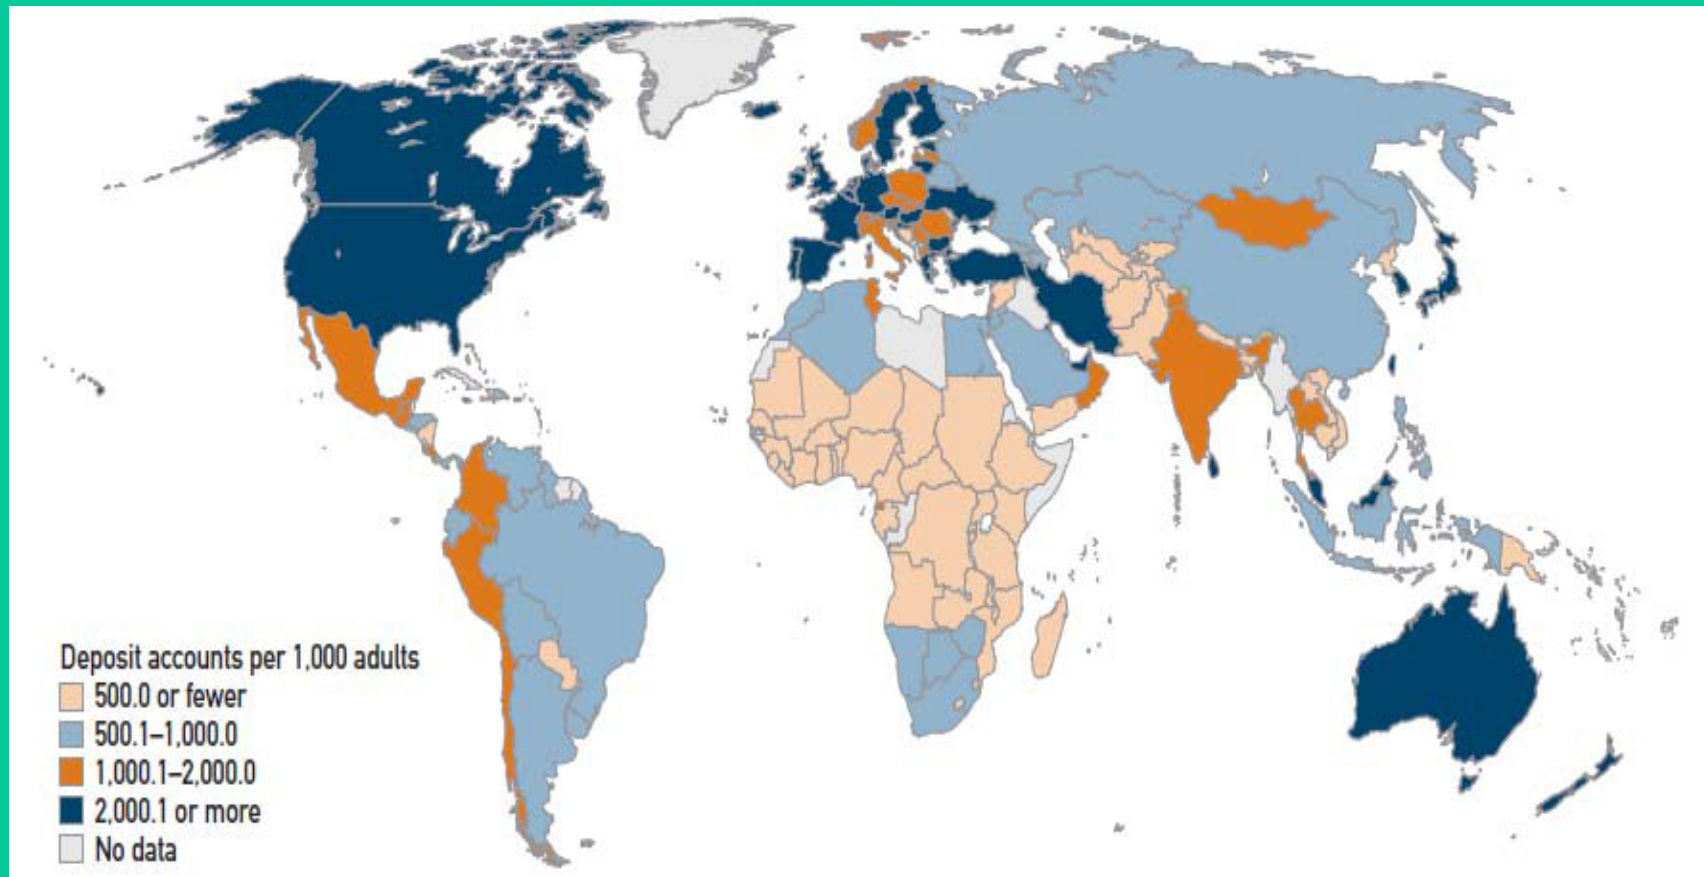 Deposit accounts per 1,000 adults
500.0 or fewer
500.1–1,000.0
1,000.1–2,000.0
2,000.1 or more
No data